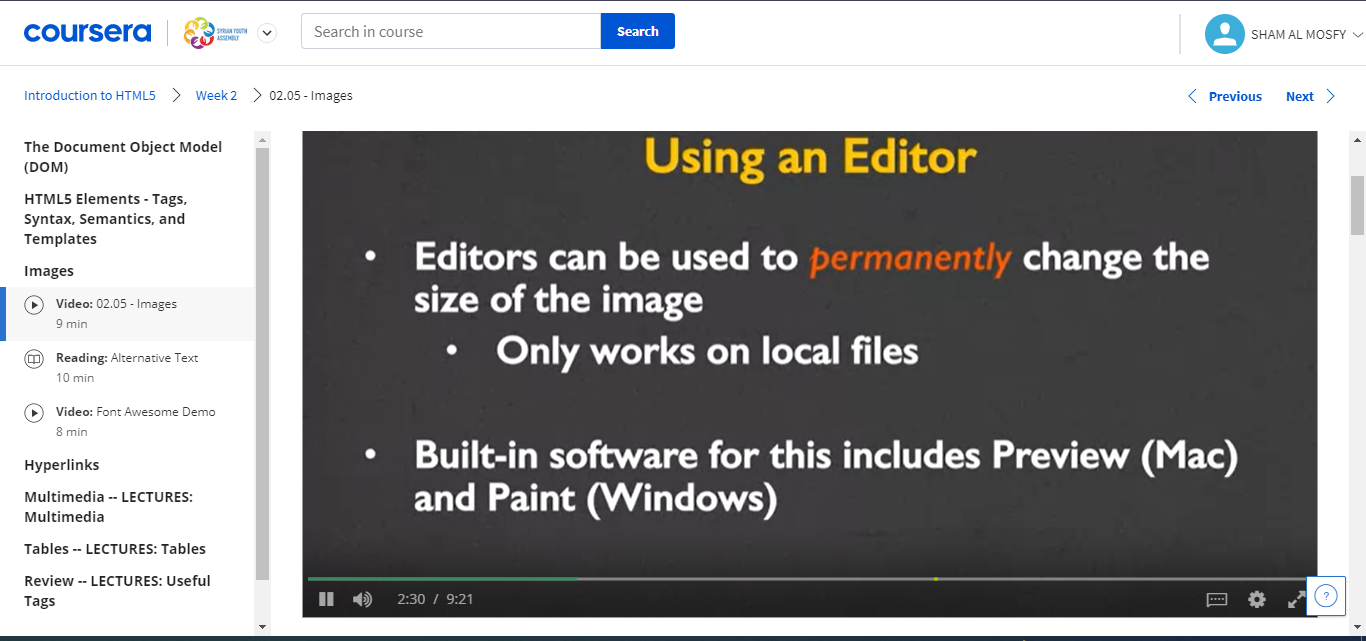 coursera
SYRIAN YOUTH
ASSEMBLY
Search in course
Search
SHAM AL MOSFY
Introduction to HTML5
Week 2
02.05 - Images
Previous
Next
The Document Object Model
(DOM)
HTML5 Elements - Tags,
Syntax, Semantics, and
Templates
Images
Video: 02.05 - Images
9 min
Reading: Alternative Text
10 min
Video: Font Awesome Demo
8 min
Hyperlinks
Multimedia -- LECTURES:
Multimedia
Tables -- LECTURES: Tables
Review -- LECTURES: Useful
Tags
Using an Editor
• Editors can be used to permanently change the
size of the image
• Only works on local files
• Built-in software for this includes Preview (Mac)
and Paint (Windows)
2:30 / 9:21
?